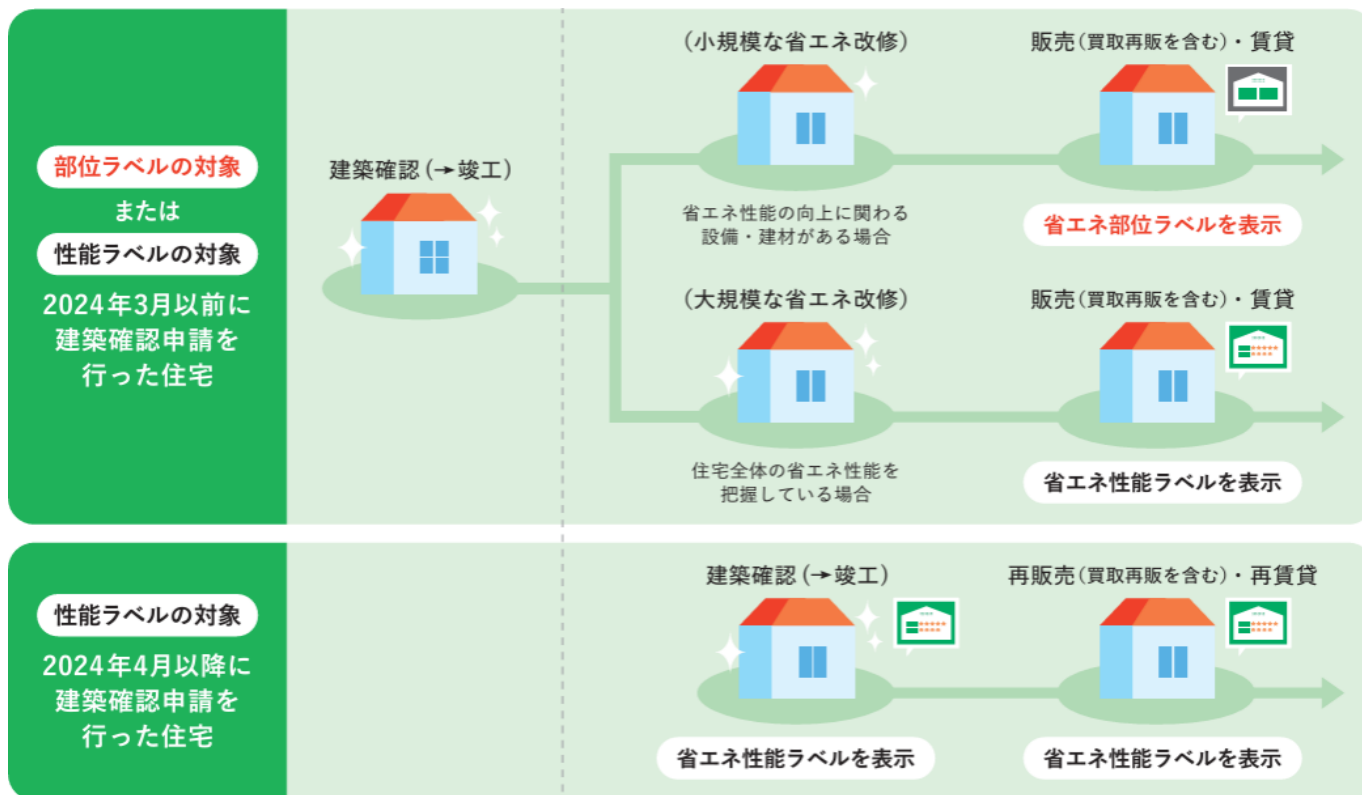 部位ラベルの対象
または
性能ラベルの対象
2024年3月以前に
建築確認申請を
行った住宅
建築確認(→竣工)
(小規模な省エネ改修)
省エネ性能の向上に関わる
設備・建材がある場合
販売(買取再販を含む)・賃貸
省エネ部位ラベルを表示
(大規模な省エネ改修)
住宅全体の省エネ性能を
把握している場合
販売(買取再販を含む)・賃貸
省エネ性能ラベルを表示
性能ラベルの対象
2024年4月以降に
建築確認申請を
行った住宅
建築確認(→竣工)
省エネ性能ラベルを表示
再販売(買取再販を含む)・再賃貸
省エネ性能ラベルを表示